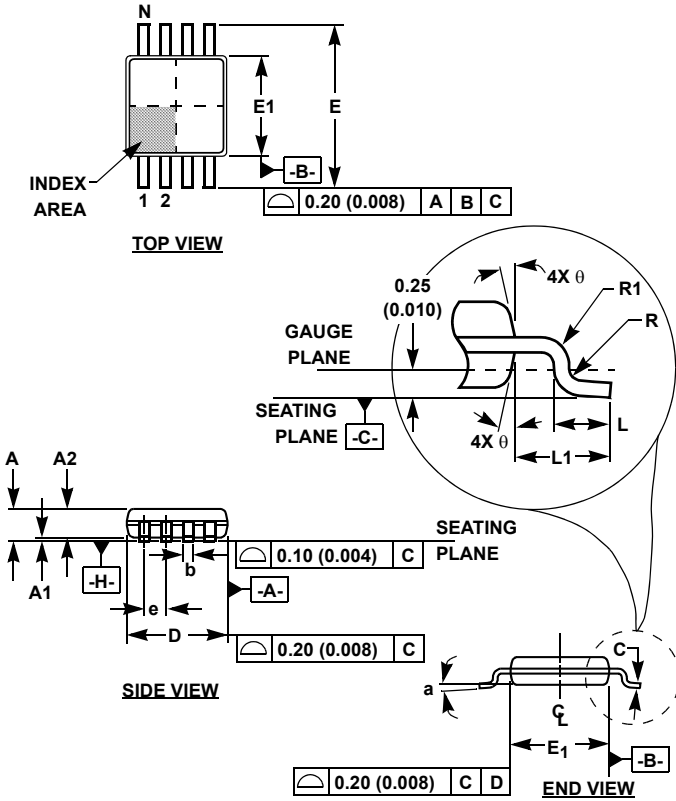 N
E1
E
-B-
INDEX
AREA
1 2
0.20 (0.008) A B C
TOP VIEW
0.25
(0.010)
4X θ
R1
R
GAUGE
PLANE
SEATING
PLANE
-C-
4X θ
L
L1
A
A2
SEATING
PLANE
A1
-H-
b
0.10 (0.004) C
-A-
e
D
0.20 (0.008) C
SIDE VIEW
C
a
CL
E1
-B-
0.20 (0.008) C D
END VIEW